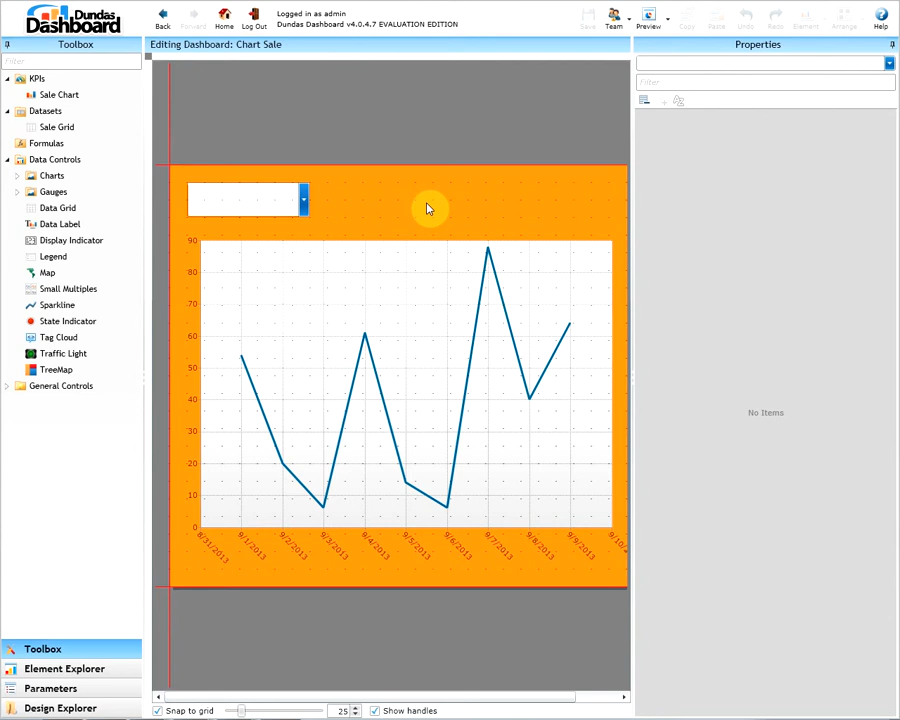 Dundas Dashboard
Back
Forward
Home
Log Out
Logged in as admin
Dundas Dashboard v4.0.4.7 EVALUATION EDITION
Save
Team
Preview
Copy
Paste
Undo
Redo
Element
Arrange
Help
Toolbox
Editing Dashboard: Chart Sale
Properties
Filter
Filter
KPIs
Sale Chart
Datasets
Sale Grid
Formulas
Data Controls
Charts
Gauges
Data Grid
Data Label
Display Indicator
Legend
Map
Small Multiples
Sparkline
State Indicator
Tag Cloud
Traffic Light
TreeMap
General Controls
90
80
70
60
50
40
30
20
10
0
8/31/2013
9/1/2013
9/2/2013
9/3/2013
9/4/2013
9/5/2013
9/6/2013
9/7/2013
9/8/2013
9/9/2013
9/10/2
No Items
Toolbox
Element Explorer
Parameters
Design Explorer
Snap to grid
25
Show handles